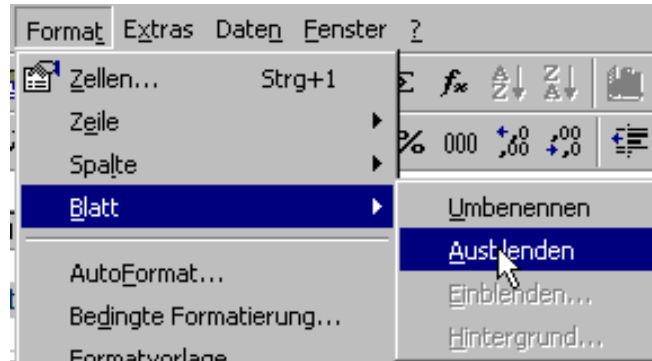 Format Extras Daten Fenster ?
Zellen... Strg+1
Zeile
% 000
Spalte
Blatt
Umbenennen
Ausblenden
AutoFormat...
Einblenden...
Bedingte Formatierung...
Hintergrund...
Formatvorlage